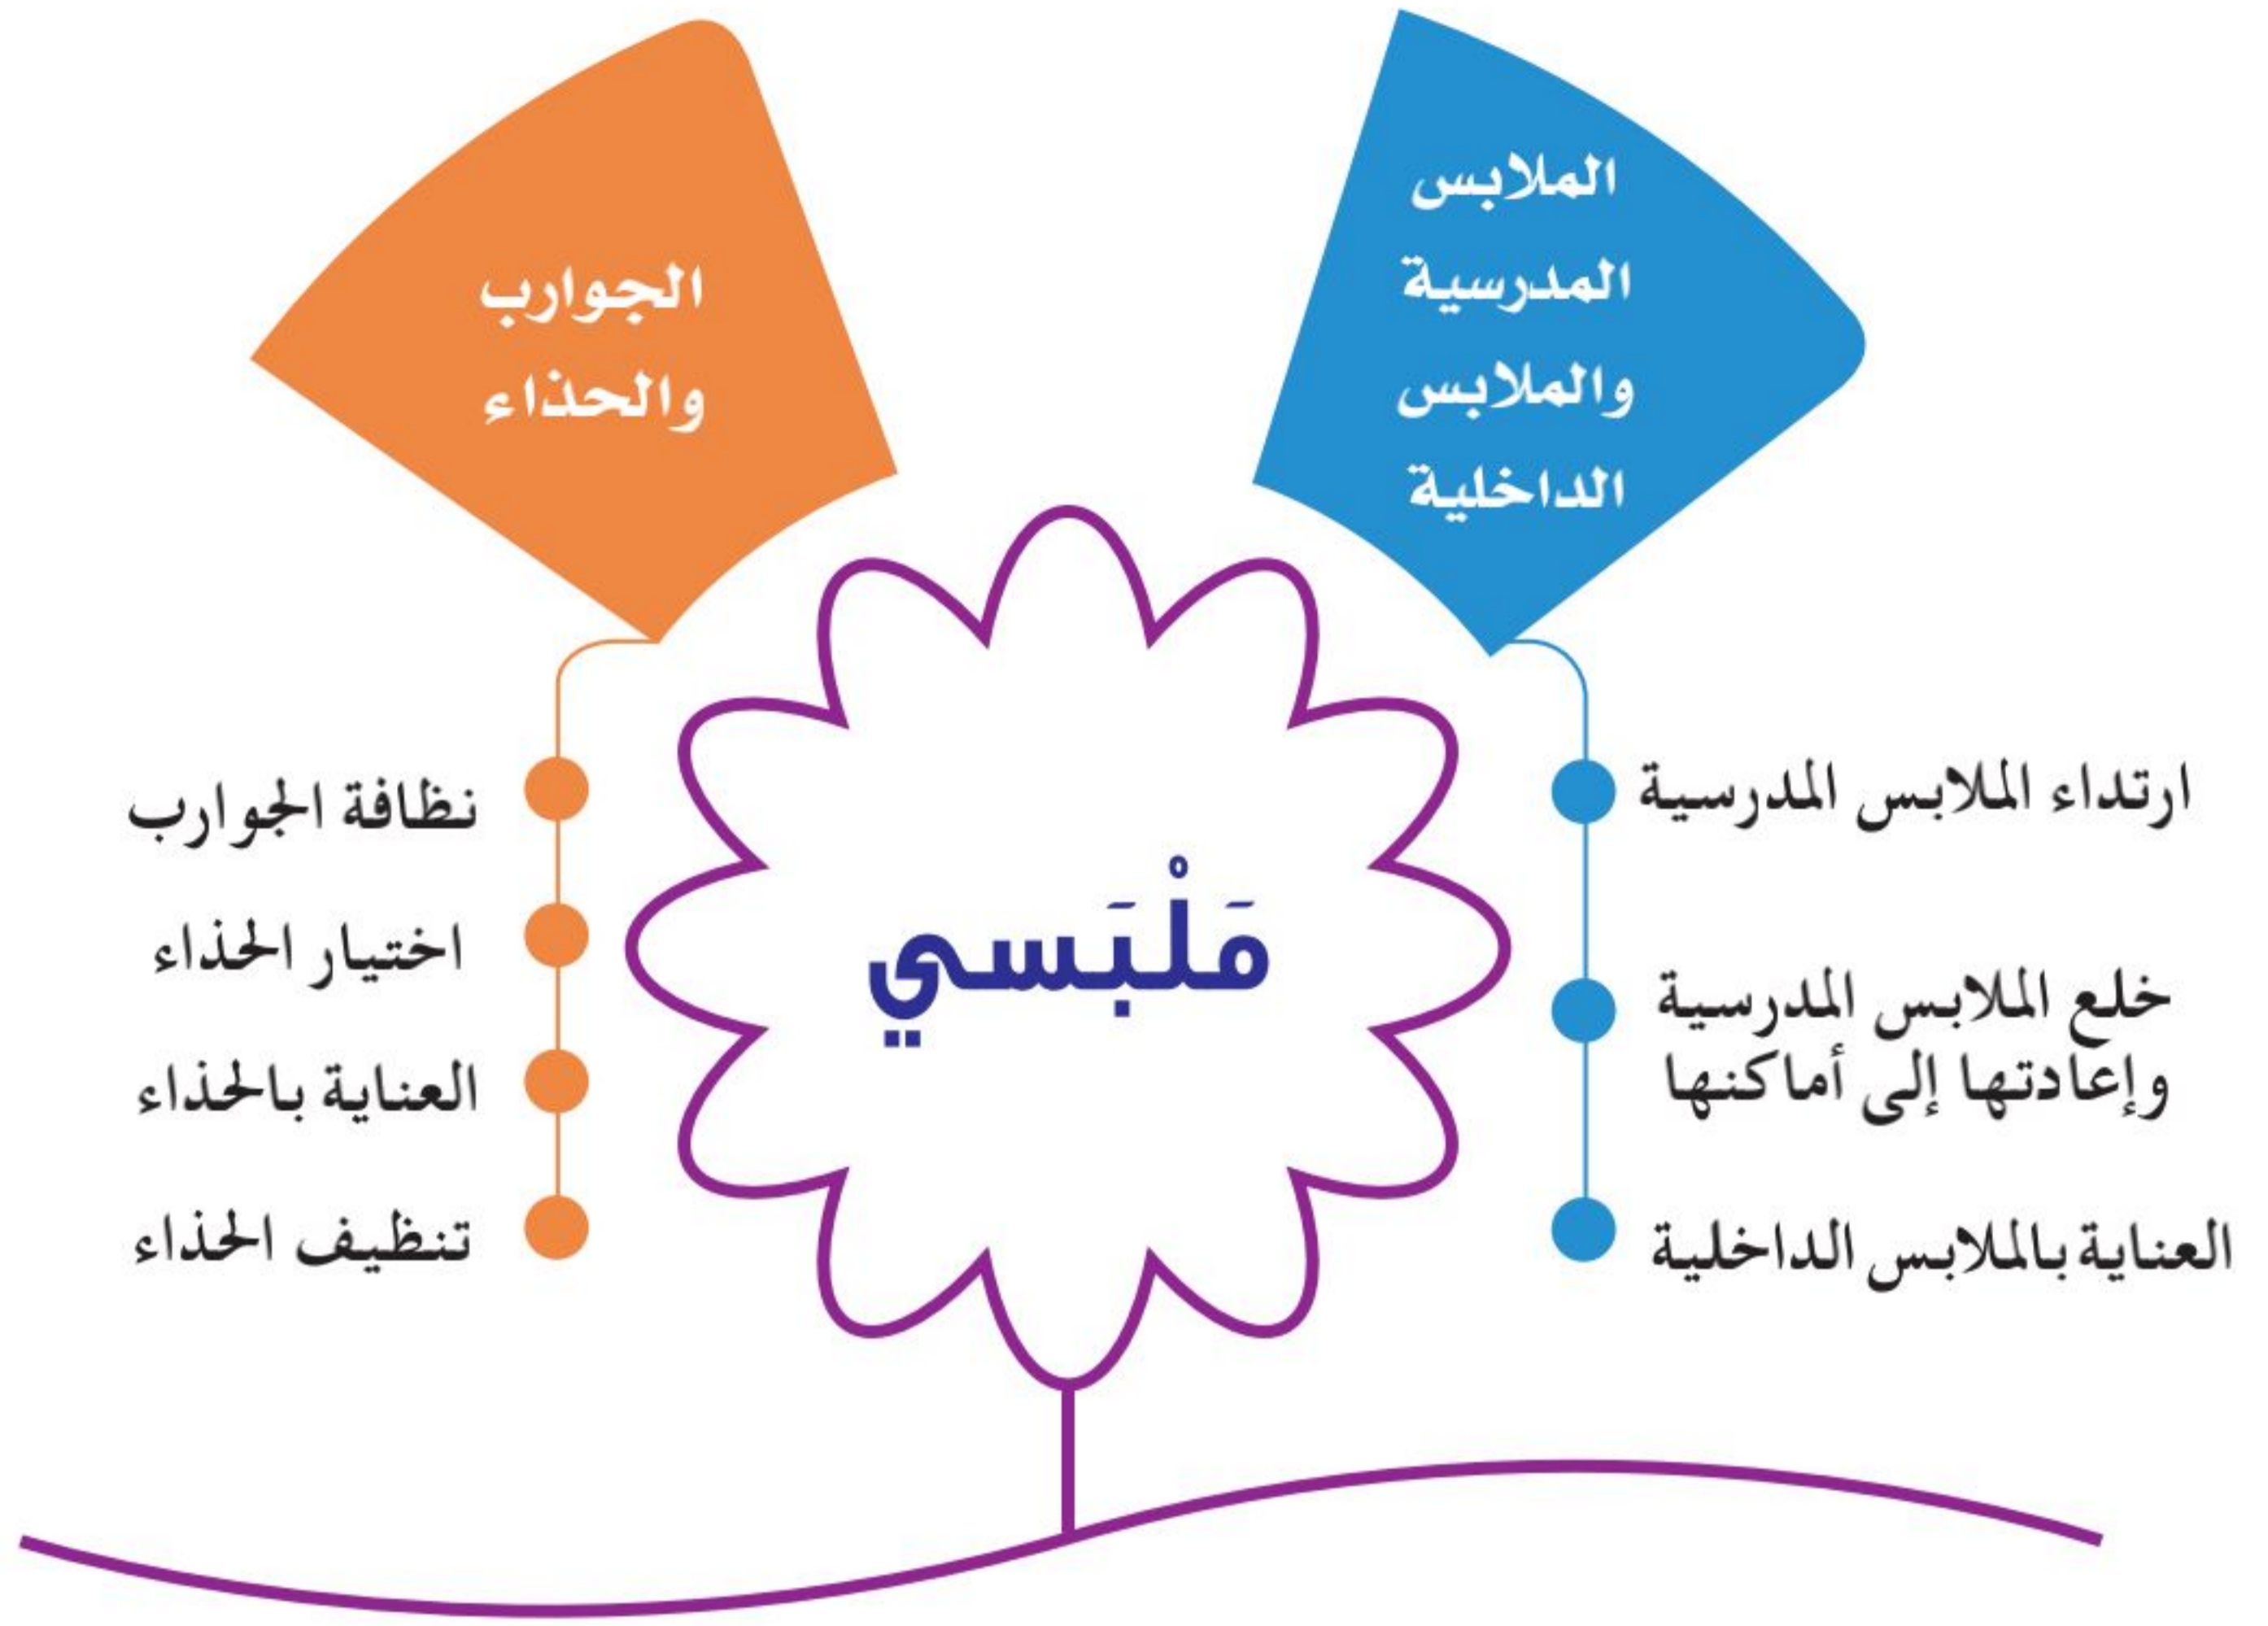 الملابس
المدرسية
والملابس
الداخلية
ارتداء الملابس المدرسية
خلع الملابس المدرسية
وإعادتها إلى أماكنها
العناية بالملابس الداخلية
مَلْبَسي
الجوارب
والحذاء
نظافة الجوارب
اختيار الحذاء
العناية بالحذاء
تنظيف الحذاء